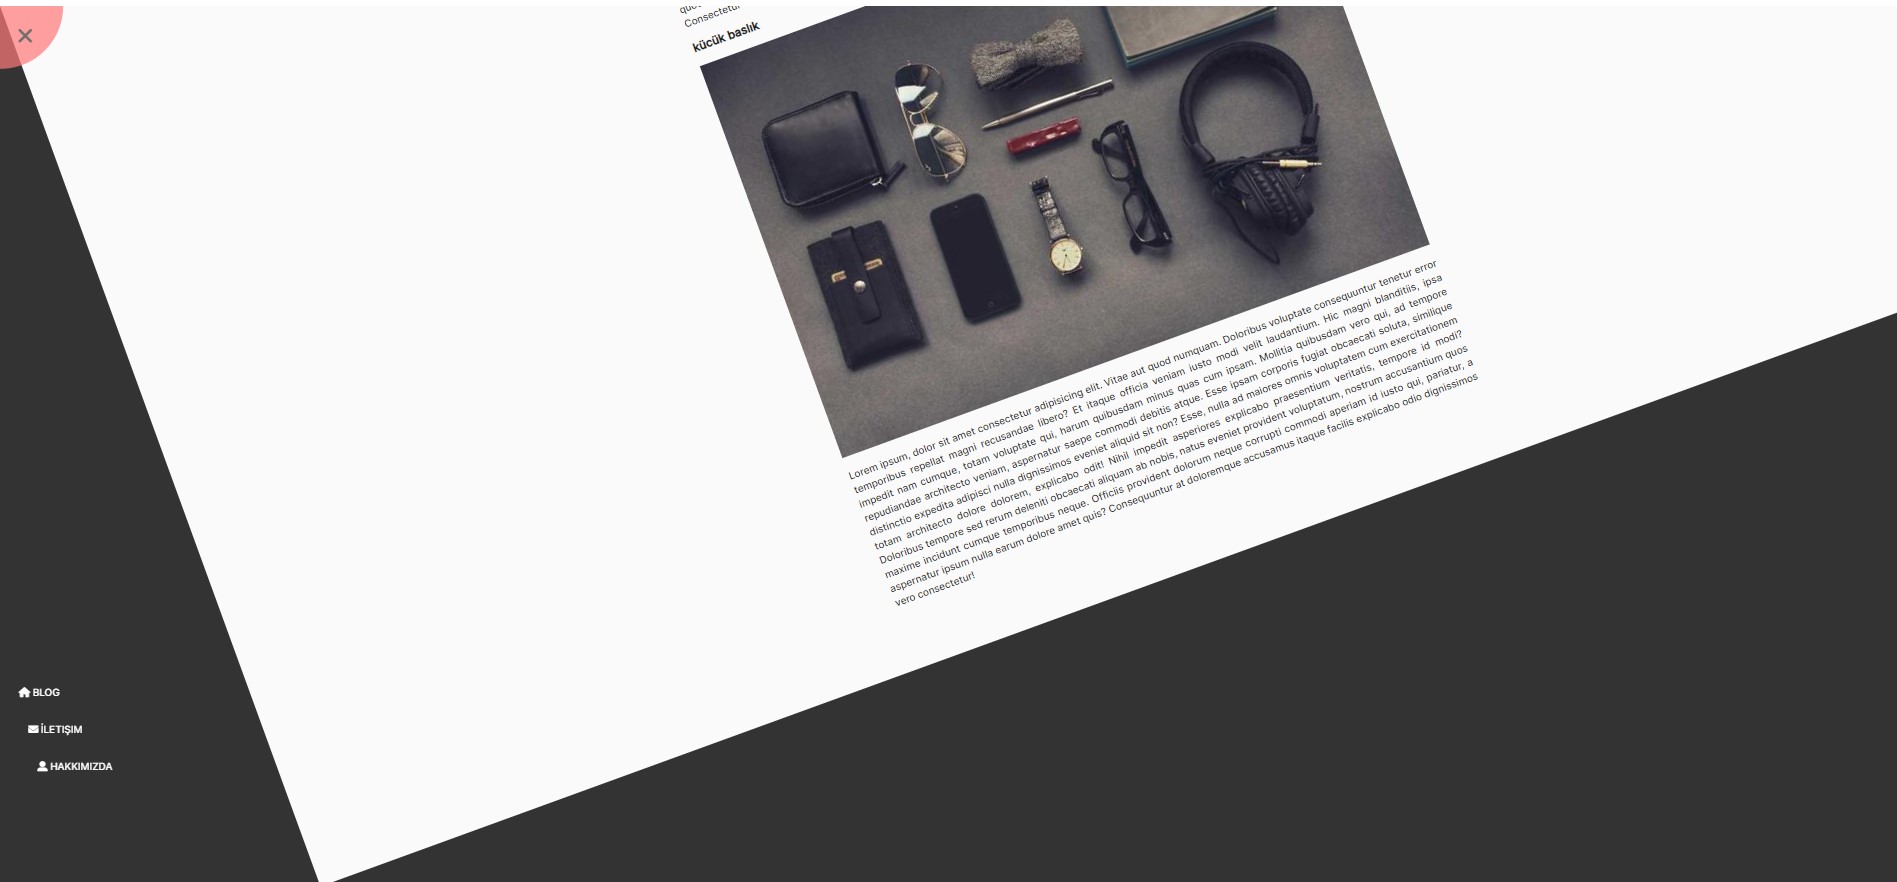 Consectetur
küçük baslık
Lorem ipsum, dolor sit amet consectetur adipisicing elit. Vitae aut quod numquam. Doloribus voluptate consequuntur tenetur error
temporibus repellat magni recusandae libero? Et itaque officia veniam iusto modi velit laudantium. Hic magni blanditiis, ipsa
impedit nam cumque, totam voluptate qui, harum quibusdam minus quas cum ipsam. Mollitia quibusdam vero qui, ad tempore
repudiandae architecto veniam, aspernatur saepe commodi debitis atque. Esse ipsam corporis fugiat obcaecati soluta, similique
distinctio expedita adipisci nulla dignissimos eveniet aliquid sit non? Esse, nulla ad maiores omnis voluptatem cum exercitationem
totam architecto dolore dolorem, explicabo odit! Nihil impedit asperiores explicabo praesentium veritatis, tempore id modi?
Doloribus tempore sed rerum deleniti obcaecati aliquam ab nobis, natus eveniet provident voluptatum, nostrum accusantium quos
maxime incidunt cumque temporibus neque. Officiis provident dolorum neque corrupti commodi aperiam id iusto qui, pariatur, a
aspernatur ipsum nulla earum dolore amet quis? Consequuntur at doloremque accusamus itaque facilis explicabo odio dignissimos
vero consectetur!
BLOG
İLETIŞIM
HAKKIMIZDA